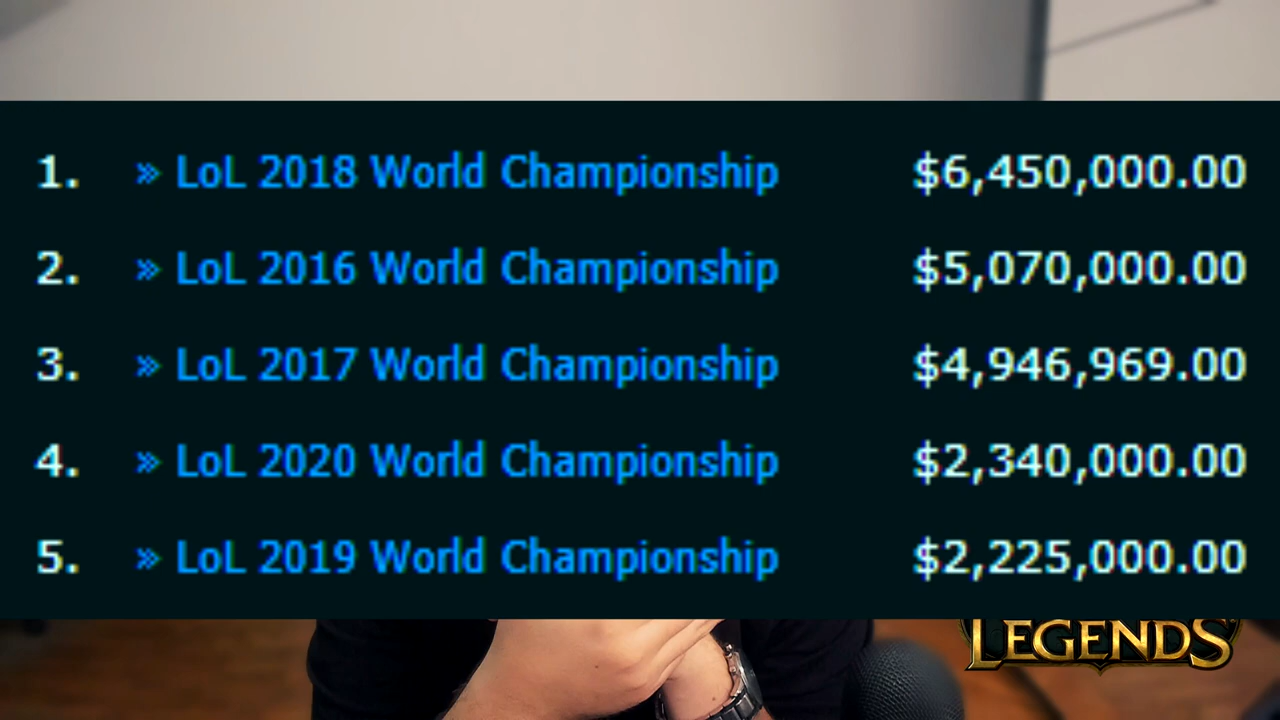 1. » LoL 2018 World Championship $6,450,000.00
2. » LoL 2016 World Championship $5,070,000.00
3. » LoL 2017 World Championship $4,946,969.00
4. » LoL 2020 World Championship $2,340,000.00
5. » LoL 2019 World Championship $2,225,000.00
LEGENDS